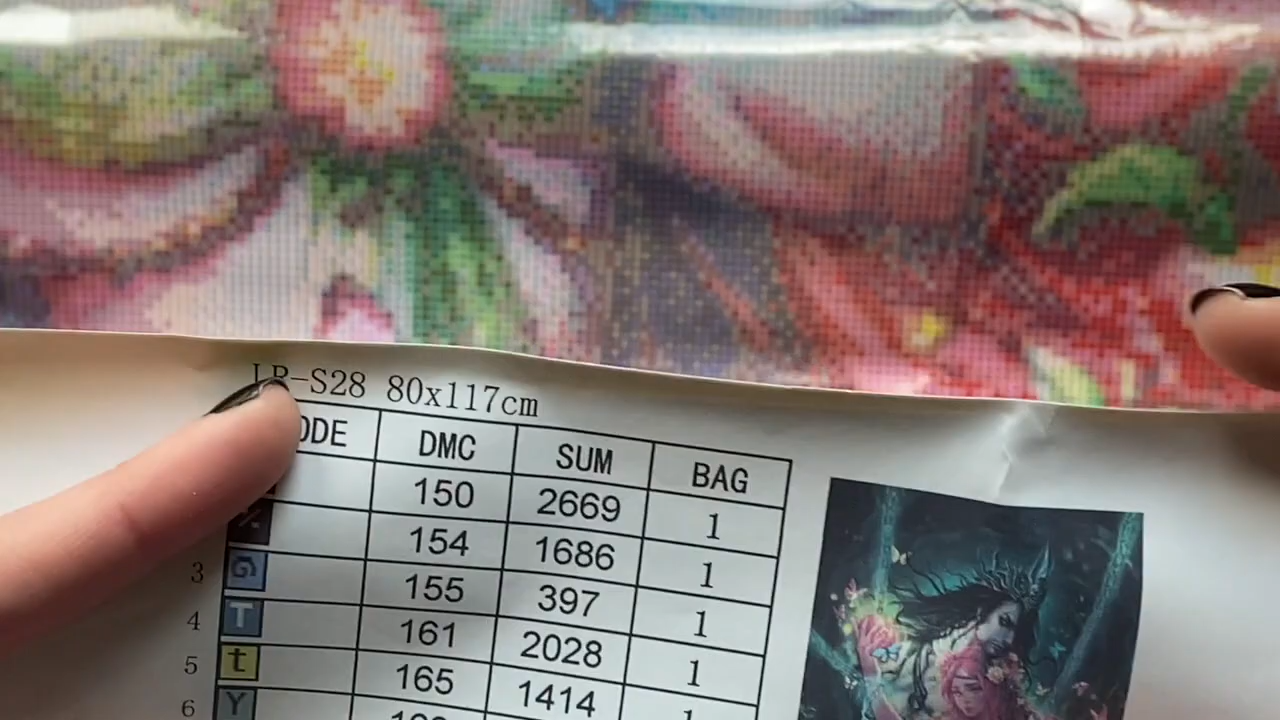 -S28 80x117cm
DMC SUM BAG
150 2669 1
154 1686 1
3 155 397 1
4 T 161 2028 1
5 t 165 1414 1
6 Y